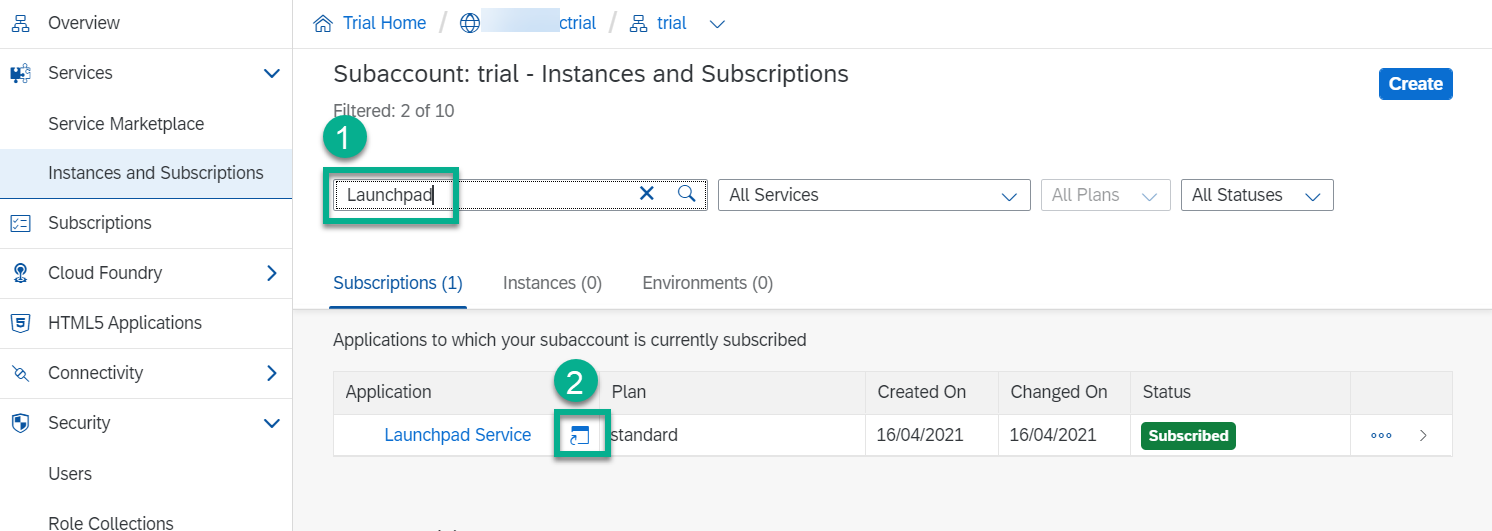 Overview
Services
Service Marketplace
Instances and Subscriptions
Subscriptions
Cloud Foundry
HTML5 Applications
Connectivity
Security
Users
Role Collections
Trial Home / ctrial / trial
Subaccount: trial - Instances and Subscriptions
Create
Filtered: 2 of 10
1
Launchpad All Services All Plans All Statuses
Subscriptions (1) Instances (0) Environments (0)
Applications to which your subaccount is currently subscribed
2
Application Plan Created On Changed On Status
Launchpad Service standard 16/04/2021 16/04/2021 Subscribed